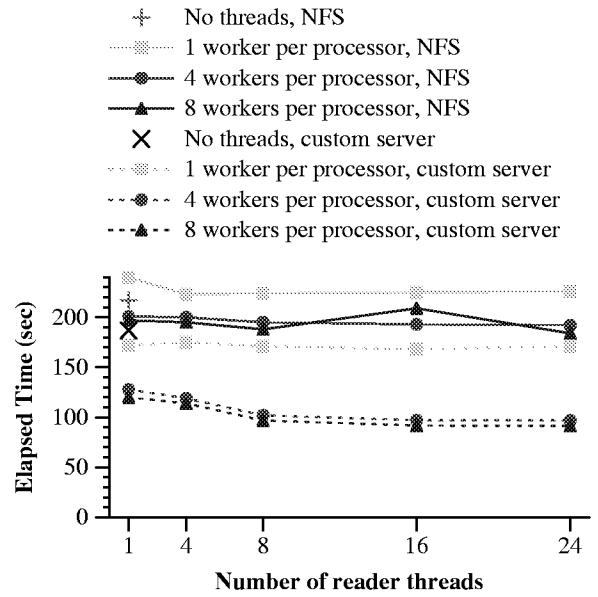 No threads, NFS
1 worker per processor, NFS
4 workers per processor, NFS
8 workers per processor, NFS
No threads, custom server
1 worker per processor, custom server
4 workers per processor, custom server
8 workers per processor, custom server
Elapsed Time (sec)
200
150
100
50
0
1 4 8 16 24
Number of reader threads